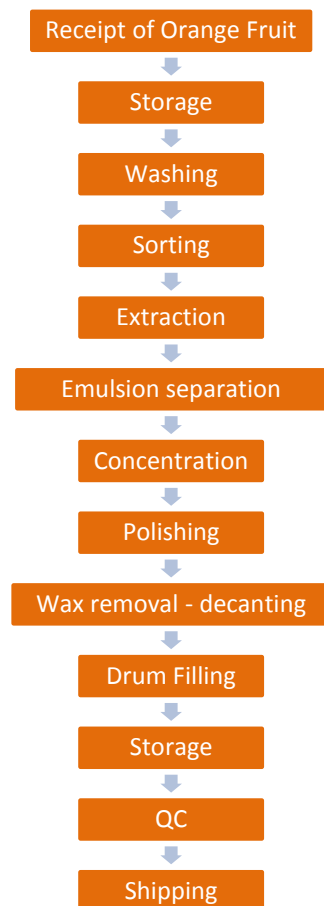 Receipt of Orange Fruit
Storage
Washing
Sorting
Extraction
Emulsion separation
Concentration
Polishing
Wax removal - decanting
Drum Filling
Storage
QC
Shipping